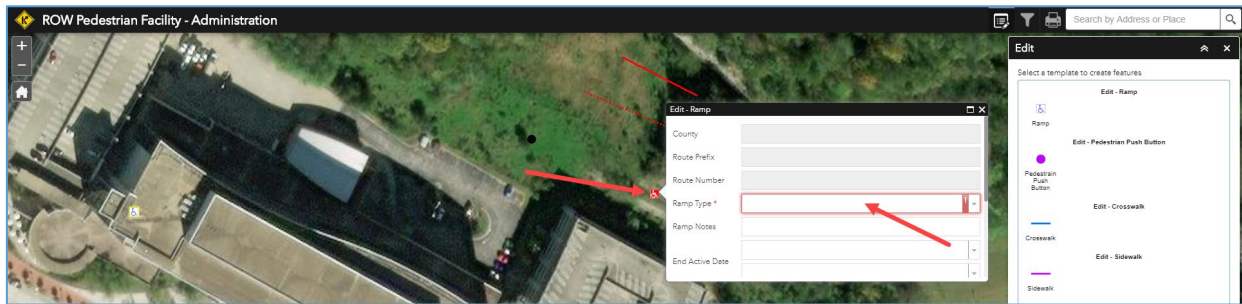 ROW Pedestrian Facility - Administration
Search by Address or Place
Edit
Select a template to create features
Edit - Ramp
Ramp
Edit - Pedestrian Push Button
Pedestrain
Push
Button
Edit - Crosswalk
Crosswalk
Edit - Sidewalk
Sidewalk
Edit - Ramp
County
Route Prefix
Route Number
Ramp Type *
Ramp Notes
End Active Date